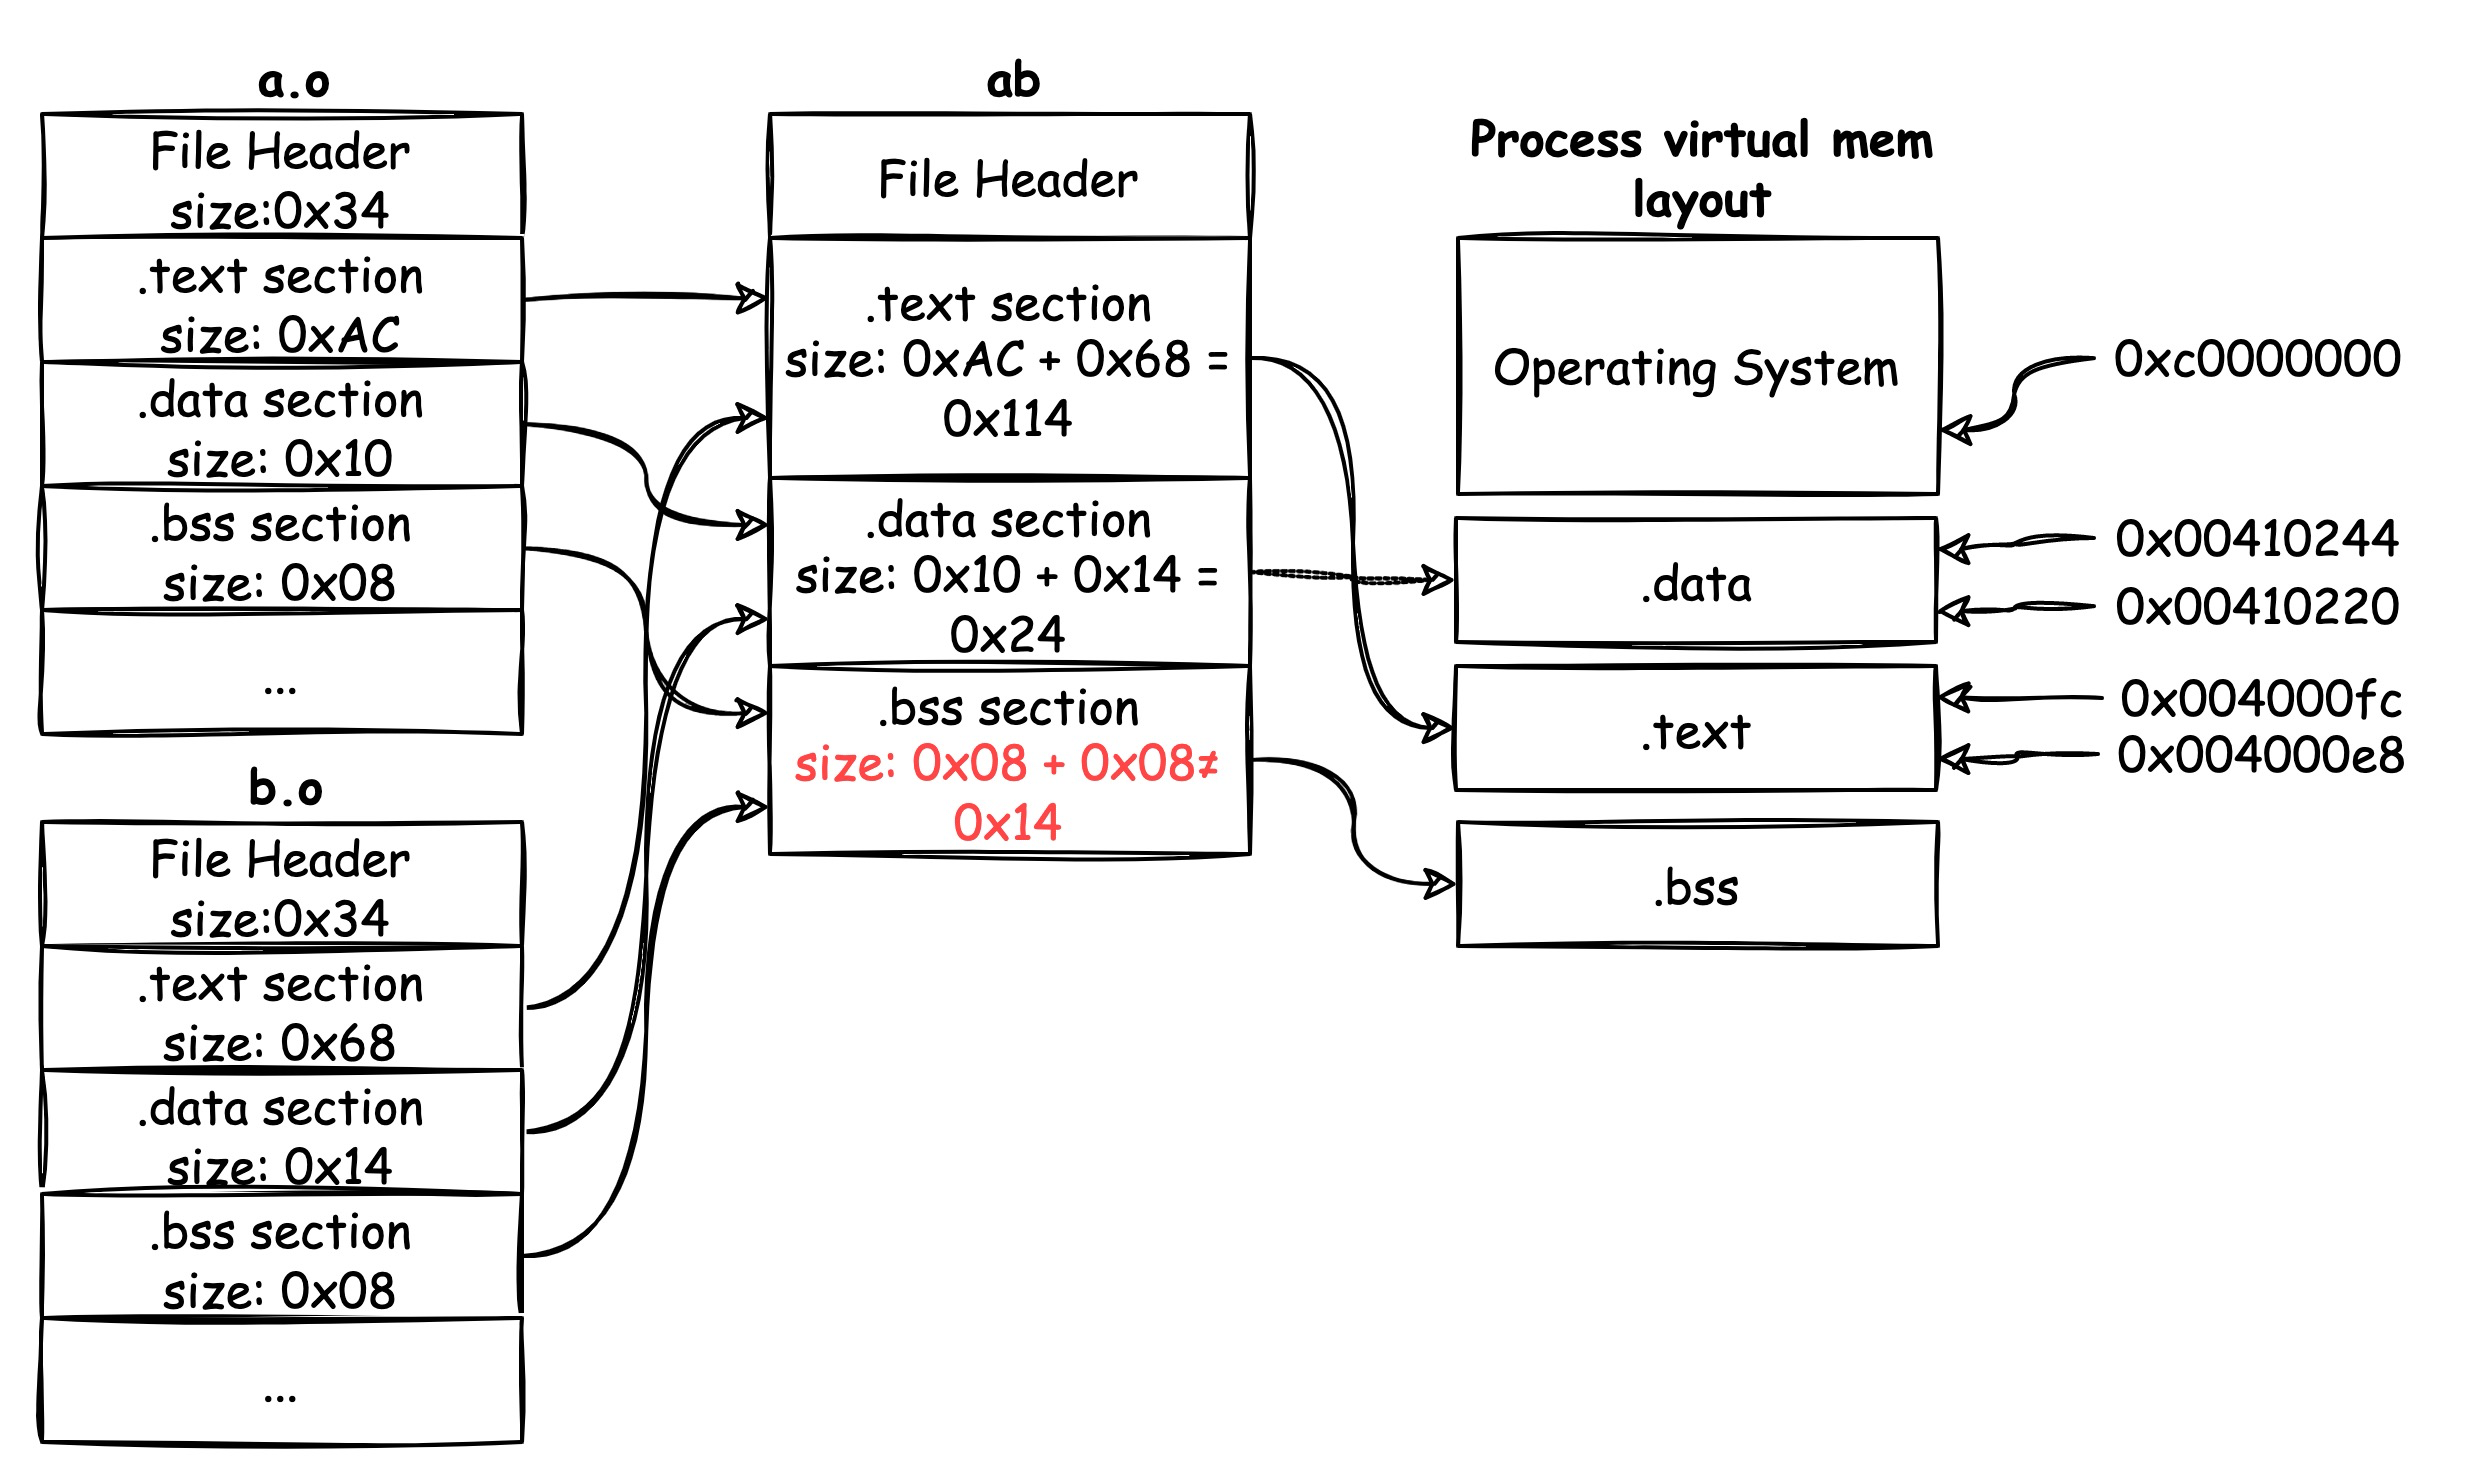 a.o
File Header
size:0x34
.text section
size: 0xAC
.data section
size: 0x10
.bss section
size: 0x08
...
b.o
File Header
size:0x34
.text section
size: 0x68
.data section
size: 0x14
.bss section
size: 0x08
...
ab
File Header
.text section
size: 0xAC + 0x68 =
0x114
.data section
size: 0x10 + 0x14 =
0x24
.bss section
size: 0x08 + 0x08≠
0x14
Process virtual mem
layout
Operating System
.data
.text
.bss
0xc0000000
0x00410244
0x00410220
0x004000fc
0x004000e8